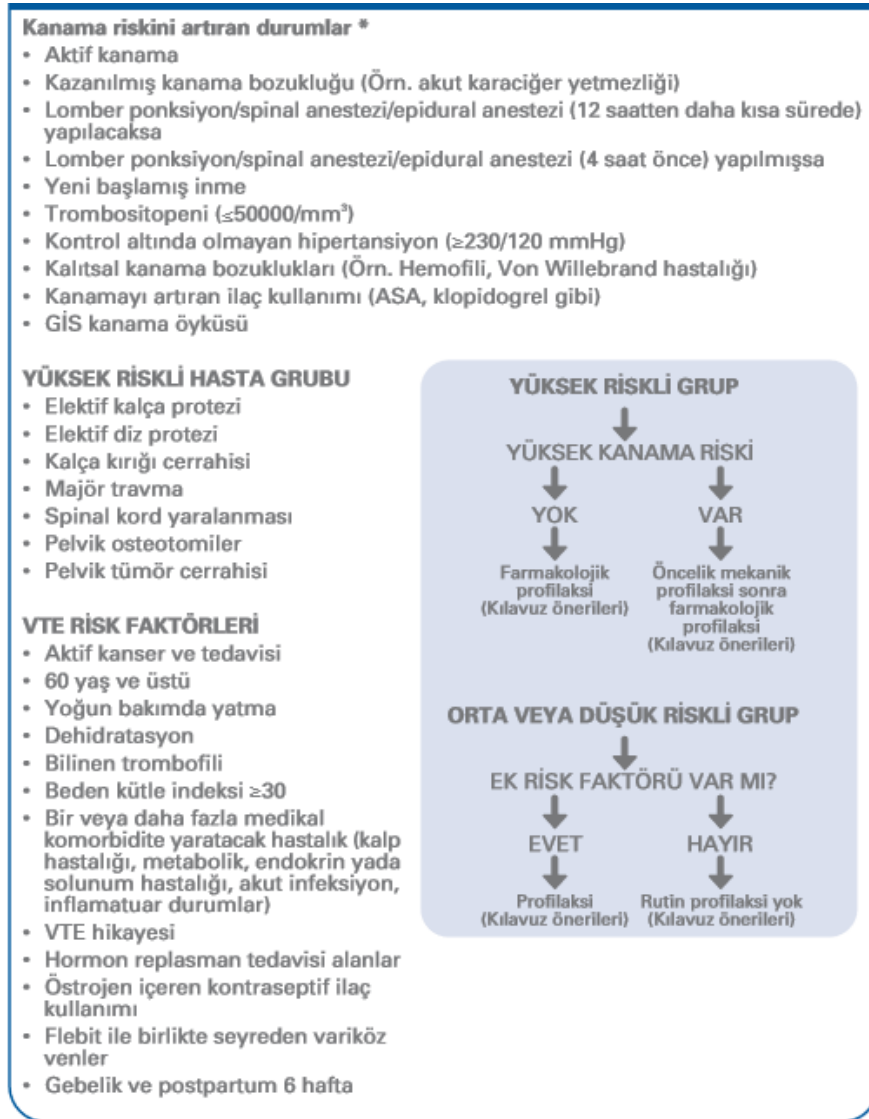 Kanama riskini artıran durumlar *
• Aktif kanama
• Kazanılmış kanama bozukluğu (Örn. akut karaciğer yetmezliği)
• Lomber ponksiyon/spinal anestezi/epidural anestezi (12 saatten daha kısa sürede)
yapılacaksa
• Lomber ponksiyon/spinal anestezi/epidural anestezi (4 saat önce) yapılmışsa
• Yeni başlamış inme
• Trombositopeni (≤50000/mm³)
• Kontrol altında olmayan hipertansiyon (≥230/120 mmHg)
• Kalıtsal kanama bozuklukları (Örn. Hemofili, Von Willebrand hastalığı)
• Kanamayı artıran ilaç kullanımı (ASA, klopidogrel gibi)
• GİS kanama öyküsü
YÜKSEK RİSKLİ HASTA GRUBU
• Elektif kalça protezi
• Elektif diz protezi
• Kalça kırığı cerrahisi
• Majör travma
• Spinal kord yaralanması
• Pelvik osteotomiler
• Pelvik tümör cerrahisi
VTE RİSK FAKTÖRLERİ
• Aktif kanser ve tedavisi
• 60 yaş ve üstü
• Yoğun bakımda yatma
• Dehidratasyon
• Bilinen trombofili
• Beden kütle indeksi ≥30
• Bir veya daha fazla medikal
komorbidite yaratacak hastalık (kalp
hastalığı, metabolik, endokrin yada
solunum hastalığı, akut infeksiyon,
inflamatuar durumlar)
• VTE hikayesi
• Hormon replasman tedavisi alanlar
• Östrojen içeren kontraseptif ilaç
kullanımı
• Flebit ile birlikte seyreden variköz
venler
• Gebelik ve postpartum 6 hafta
YÜKSEK RİSKLİ GRUP
YÜKSEK KANAMA RİSKİ
YOK
VAR
Farmakolojik
profilaksi
(Kılavuz önerileri)
Öncelik mekanik
profilaksi sonra
farmakolojik
profilaksi
(Kılavuz önerileri)
ORTA VEYA DÜŞÜK RİSKLİ GRUP
EK RİSK FAKTÖRÜ VAR MI?
EVET
HAYIR
Profilaksi
(Kılavuz önerileri)
Rutin profilaksi yok
(Kılavuz önerileri)